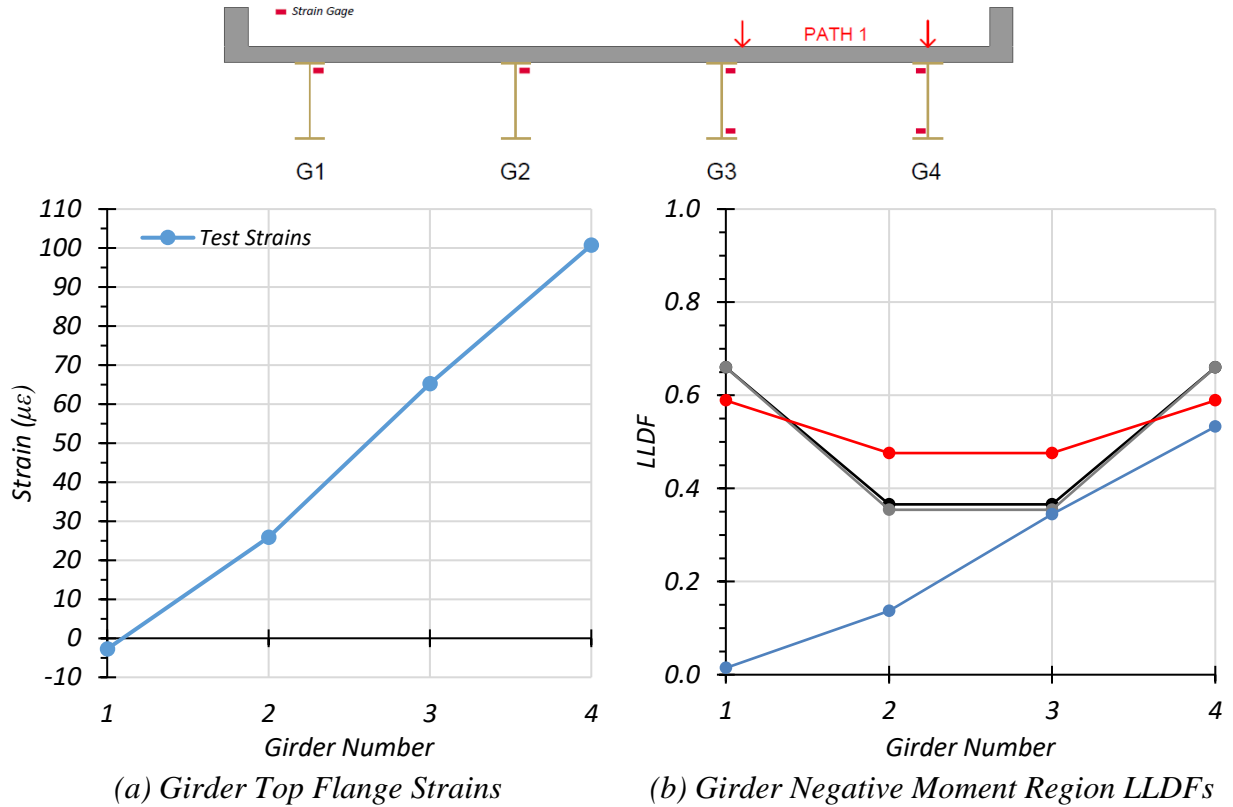 Strain Gage
PATH 1
G1 G2 G3 G4
110
100
90
80
70
60
50
40
30
20
10
0
-10
Strain (με)
Test Strains
1 2 3 4
Girder Number
(a) Girder Top Flange Strains
1.0
0.8
0.6
0.4
0.2
0.0
LLDF
1 2 3 4
Girder Number
(b) Girder Negative Moment Region LLDFs